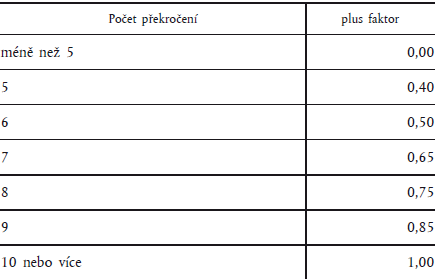 Počet překročení plus faktor
méně než 5 0,00
5 0,40
6 0,50
7 0,65
8 0,75
9 0,85
10 nebo více 1,00